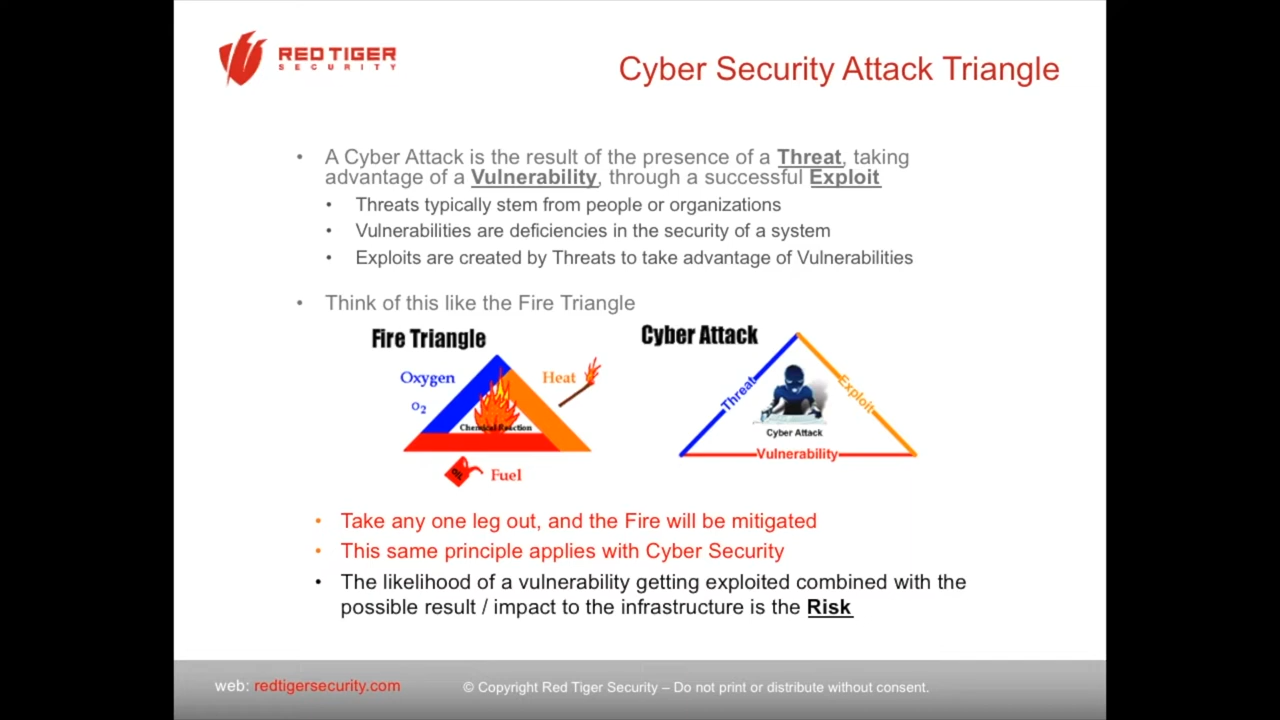 RED TIGER
SECURITY
Cyber Security Attack Triangle
• A Cyber Attack is the result of the presence of a Threat, taking
advantage of a Vulnerability, through a successful Exploit
• Threats typically stem from people or organizations
• Vulnerabilities are deficiencies in the security of a system
• Exploits are created by Threats to take advantage of Vulnerabilities
• Think of this like the Fire Triangle
Fire Triangle
Oxygen
O2
Heat
Chemical Reaction
OIL
Fuel
Cyber Attack
Threat
Exploit
Cyber Attack
Vulnerability
• Take any one leg out, and the Fire will be mitigated
• This same principle applies with Cyber Security
• The likelihood of a vulnerability getting exploited combined with the
possible result / impact to the infrastructure is the Risk
web: redtigersecurity.com
© Copyright Red Tiger Security – Do not print or distribute without consent.